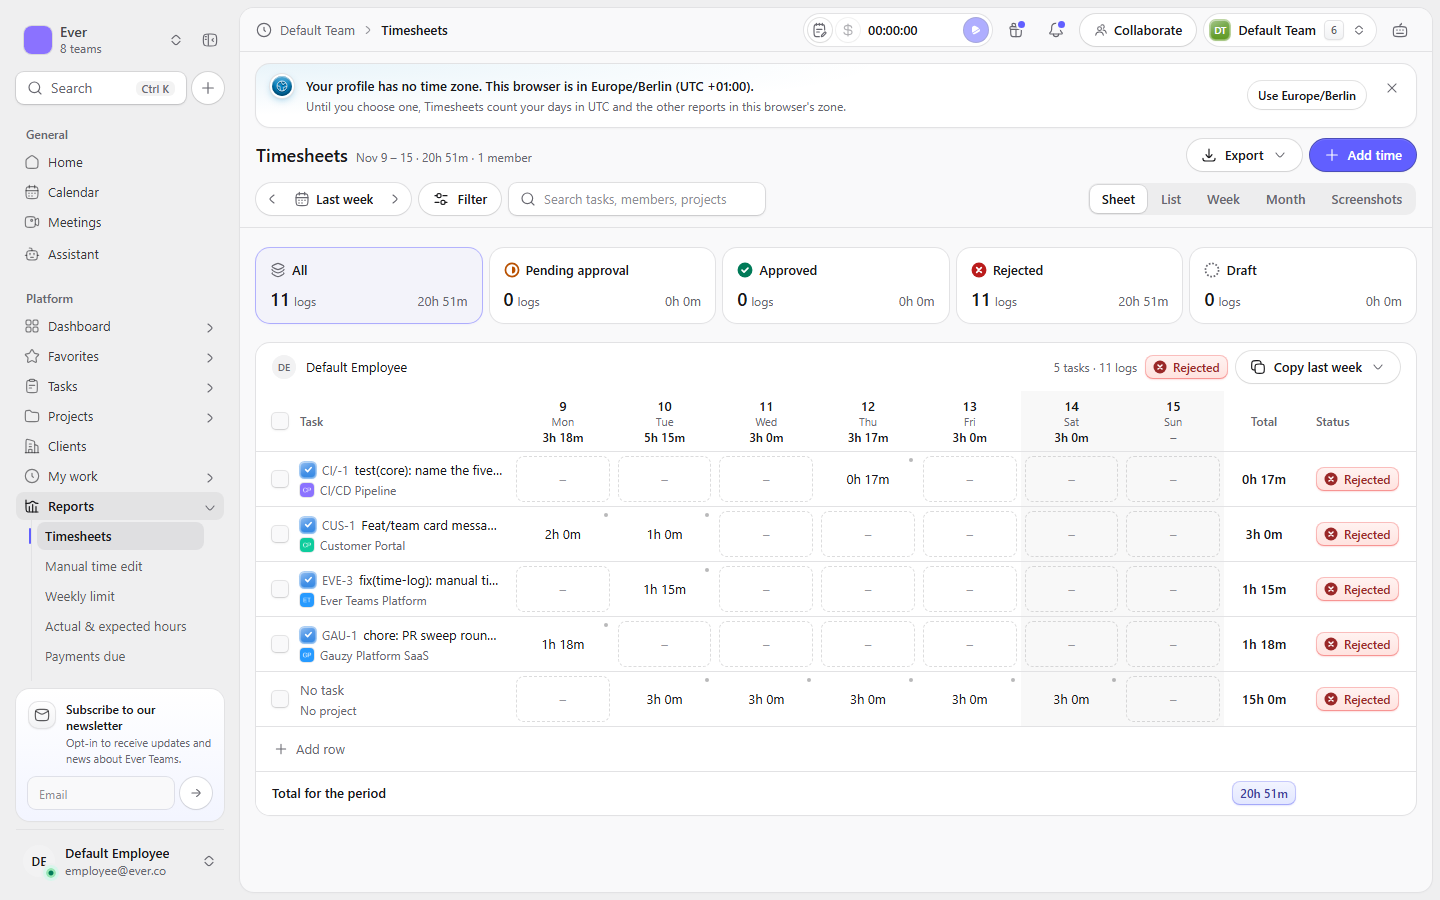 Ever
8 teams
Search
Ctrl K
General
Home
Calendar
Meetings
Assistant
Platform
Dashboard
Favorites
Tasks
Projects
Clients
My work
Reports
Timesheets
Manual time edit
Weekly limit
Actual & expected hours
Payments due
Subscribe to our
newsletter
Opt-in to receive updates and
news about Ever Teams.
Email
DE
Default Employee
employee@ever.co
Default Team
Timesheets
00:00:00
Collaborate
DT Default Team 6
Your profile has no time zone. This browser is in Europe/Berlin (UTC +01:00).
Until you choose one, Timesheets count your days in UTC and the other reports in this browser's zone.
Use Europe/Berlin
Timesheets Nov 9 – 15 · 20h 51m · 1 member
Export
Add time
Last week
Filter
Search tasks, members, projects
Sheet List Week Month Screenshots
All
11 logs 20h 51m
Pending approval
0 logs 0h 0m
Approved
0 logs 0h 0m
Rejected
11 logs 20h 51m
Draft
0 logs 0h 0m
DE Default Employee 5 tasks · 11 logs Rejected Copy last week
Task 9 Mon 3h 18m 10 Tue 5h 15m 11 Wed 3h 0m 12 Thu 3h 17m 13 Fri 3h 0m 14 Sat 3h 0m 15 Sun – Total Status
CI/-1 test(core): name the five... – – – 0h 17m – – – 0h 17m Rejected
CP CI/CD Pipeline
CUS-1 Feat/team card messa... 2h 0m 1h 0m – – – – – 3h 0m Rejected
CP Customer Portal
EVE-3 fix(time-log): manual ti... – 1h 15m – – – – – 1h 15m Rejected
ET Ever Teams Platform
GAU-1 chore: PR sweep roun... 1h 18m – – – – – – 1h 18m Rejected
GP Gauzy Platform SaaS
No task – 3h 0m 3h 0m 3h 0m 3h 0m 3h 0m – 15h 0m Rejected
No project
Add row
Total for the period 20h 51m